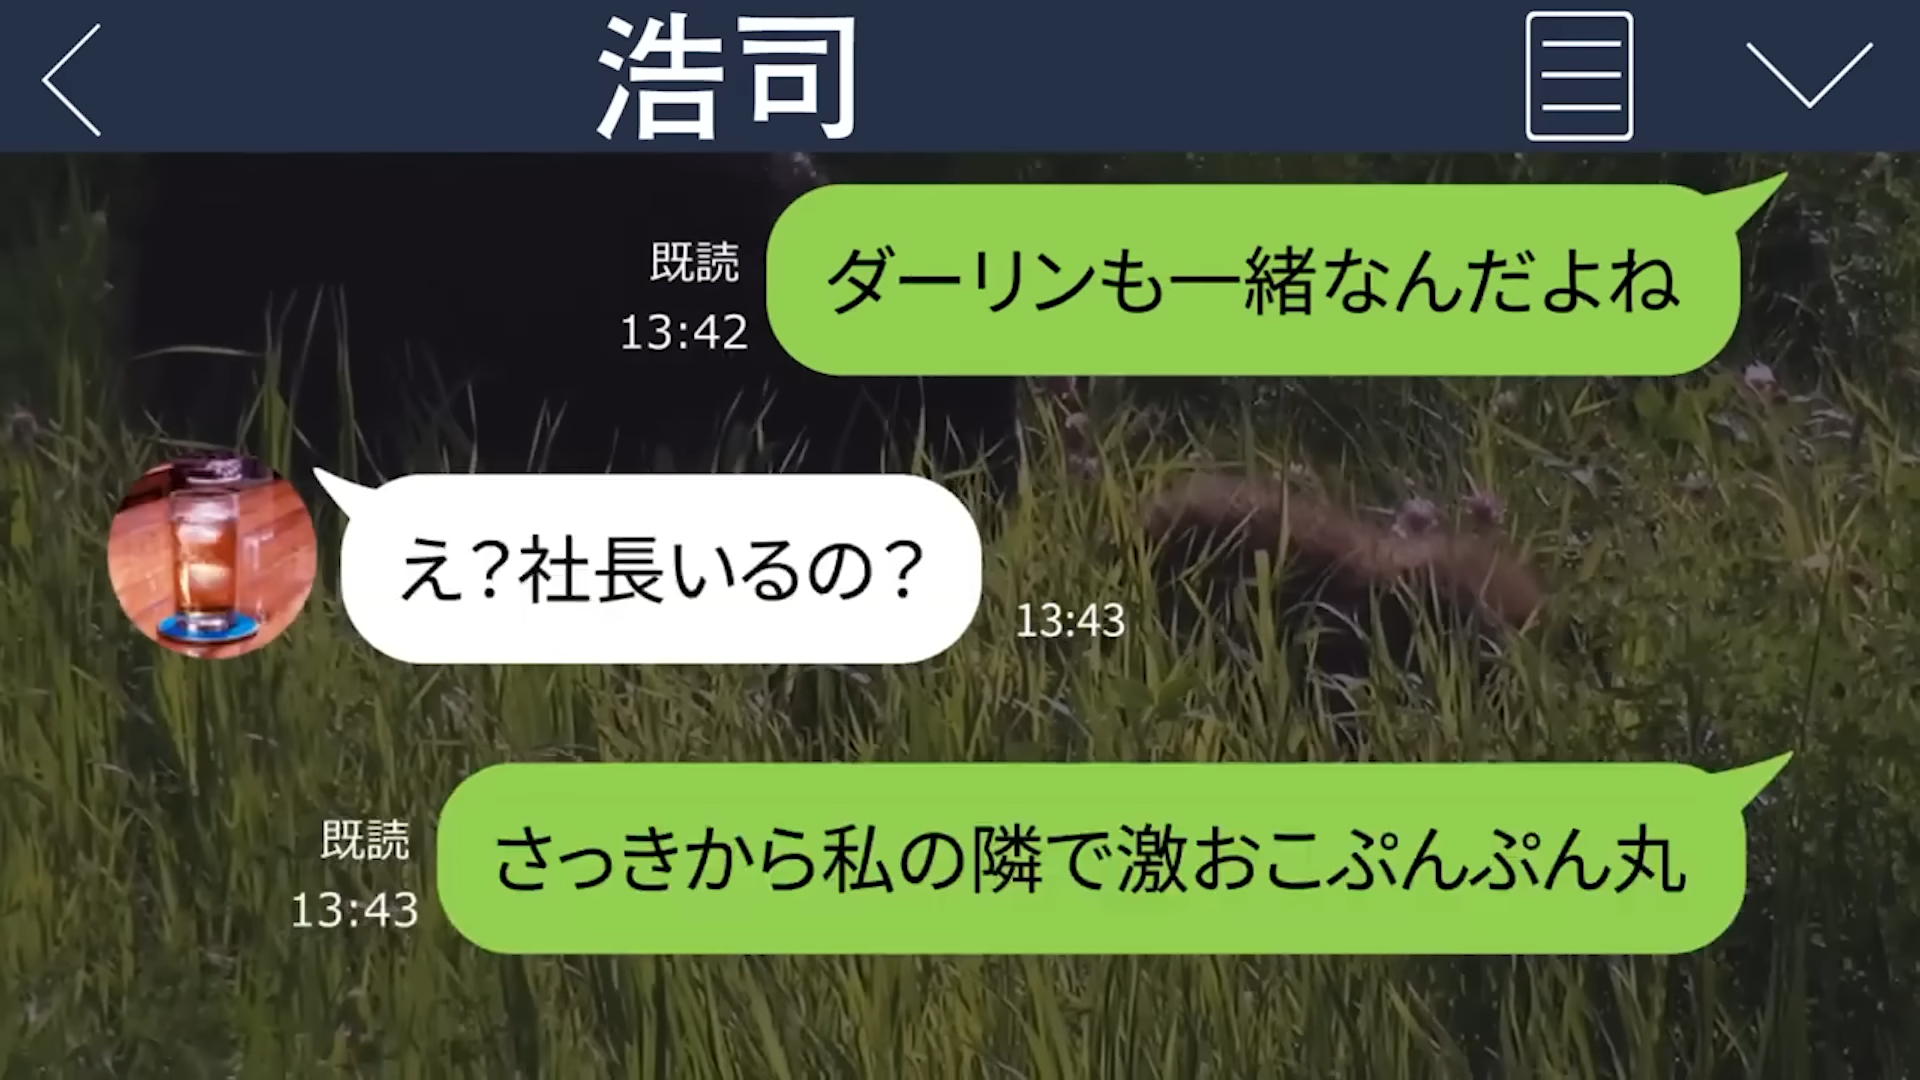 浩司
ダーリンも一緒なんだよね
既読
13:42
え？社長いるの？
13:43
さっきから私の隣で激おこぷんぷん丸
既読
13:43